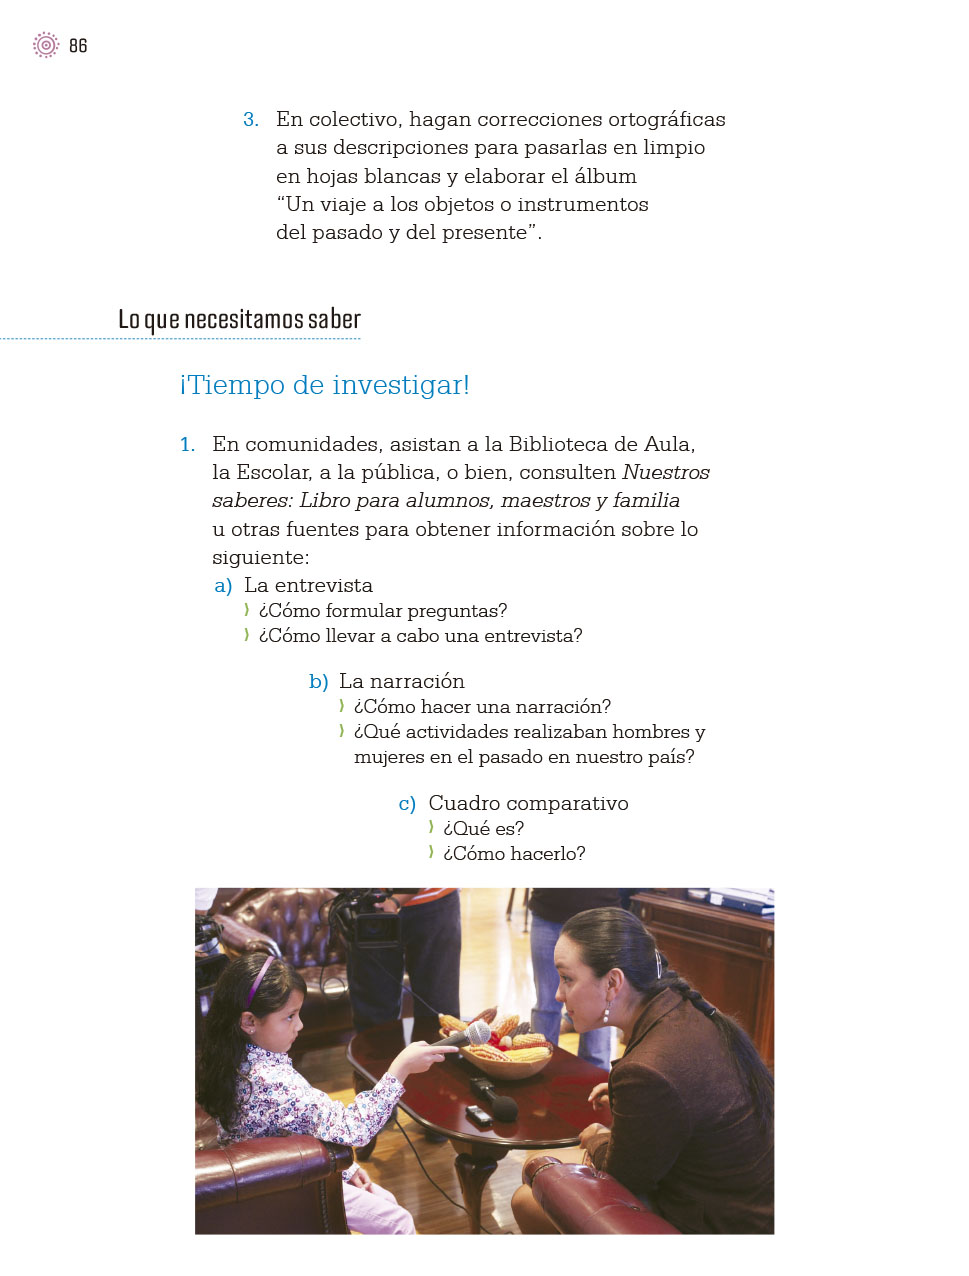 86
3. En colectivo, hagan correcciones ortográficas
a sus descripciones para pasarlas en limpio
en hojas blancas y elaborar el álbum
“Un viaje a los objetos o instrumentos
del pasado y del presente”.
Lo que necesitamos saber
¡Tiempo de investigar!
1. En comunidades, asistan a la Biblioteca de Aula,
la Escolar, a la pública, o bien, consulten Nuestros
saberes: Libro para alumnos, maestros y familia
u otras fuentes para obtener información sobre lo
siguiente:
a) La entrevista
⟩ ¿Cómo formular preguntas?
⟩ ¿Cómo llevar a cabo una entrevista?
b) La narración
⟩ ¿Cómo hacer una narración?
⟩ ¿Qué actividades realizaban hombres y
mujeres en el pasado en nuestro país?
c) Cuadro comparativo
⟩ ¿Qué es?
⟩ ¿Cómo hacerlo?